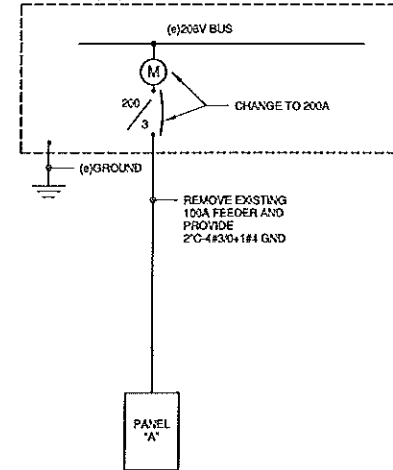 (e)208V BUS
M
200
3
CHANGE TO 200A
(e)GROUND
REMOVE EXISTING
100A FEEDER AND
PROVIDE
2"C-4#3/0+1#4 GND
PANEL
"A"